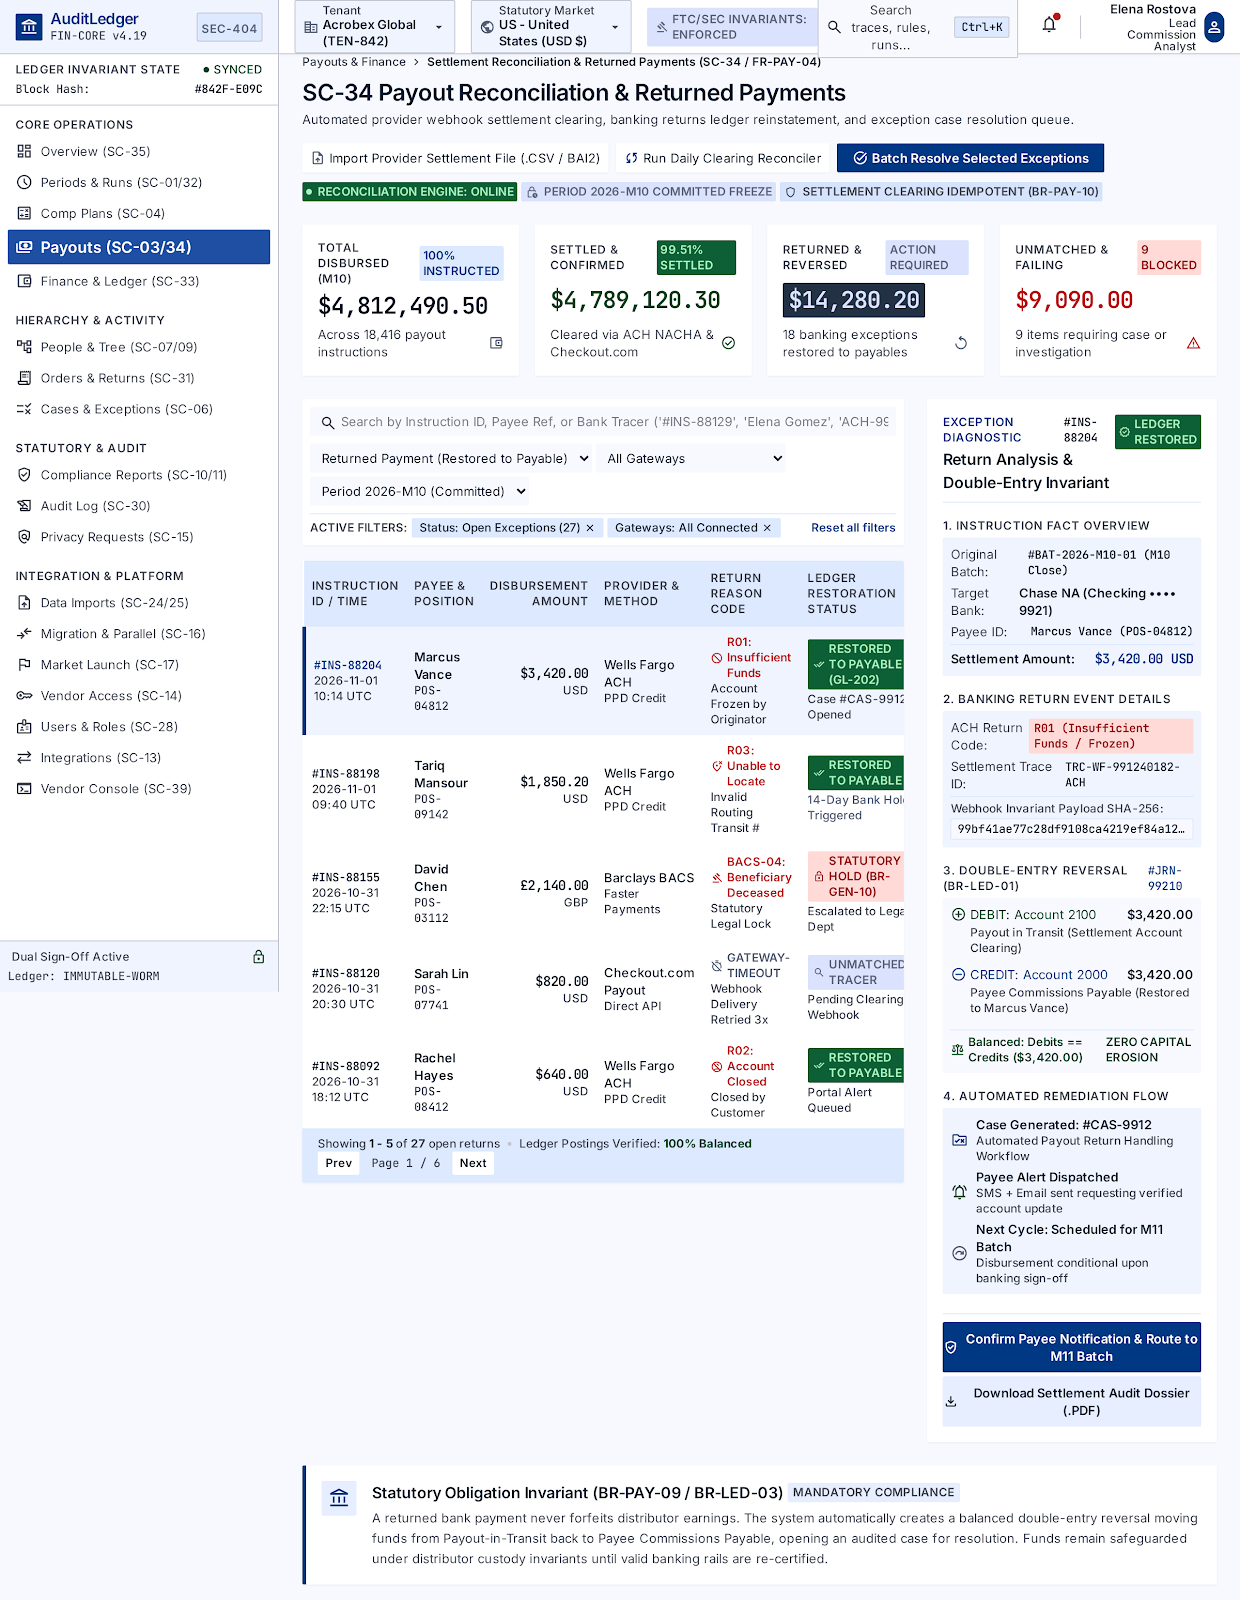 AuditLedger
FIN-CORE v4.19
SEC-404
Tenant
Acrobex Global
(TEN-842)
Statutory Market
US - United
States (USD $)
FTC/SEC INVARIANTS:
ENFORCED
Search
traces, rules,
runs...
Ctrl+K
Elena Rostova
Lead
Commission
Analyst
LEDGER INVARIANT STATE
SYNCED
Block Hash:
#842F-E09C
CORE OPERATIONS
Overview (SC-35)
Periods & Runs (SC-01/32)
Comp Plans (SC-04)
Payouts (SC-03/34)
Finance & Ledger (SC-33)
HIERARCHY & ACTIVITY
People & Tree (SC-07/09)
Orders & Returns (SC-31)
Cases & Exceptions (SC-06)
STATUTORY & AUDIT
Compliance Reports (SC-10/11)
Audit Log (SC-30)
Privacy Requests (SC-15)
INTEGRATION & PLATFORM
Data Imports (SC-24/25)
Migration & Parallel (SC-16)
Market Launch (SC-17)
Vendor Access (SC-14)
Users & Roles (SC-28)
Integrations (SC-13)
Vendor Console (SC-39)
Dual Sign-Off Active
Ledger: IMMUTABLE-WORM
Payouts & Finance > Settlement Reconciliation & Returned Payments (SC-34 / FR-PAY-04)
SC-34 Payout Reconciliation & Returned Payments
Automated provider webhook settlement clearing, banking returns ledger reinstatement, and exception case resolution queue.
Import Provider Settlement File (.CSV / BAI2)
Run Daily Clearing Reconciler
Batch Resolve Selected Exceptions
RECONCILIATION ENGINE: ONLINE
PERIOD 2026-M10 COMMITTED FREEZE
SETTLEMENT CLEARING IDEMPOTENT (BR-PAY-10)
TOTAL
DISBURSED
(M10)
100%
INSTRUCTED
$4,812,490.50
Across 18,416 payout
instructions
SETTLED &
CONFIRMED
99.51%
SETTLED
$4,789,120.30
Cleared via ACH NACHA &
Checkout.com
RETURNED &
REVERSED
ACTION
REQUIRED
$14,280.20
18 banking exceptions
restored to payables
UNMATCHED &
FAILING
9
BLOCKED
$9,090.00
9 items requiring case or
investigation
Search by Instruction ID, Payee Ref, or Bank Tracer ('#INS-88129', 'Elena Gomez', 'ACH-99
Returned Payment (Restored to Payable)
All Gateways
Period 2026-M10 (Committed)
ACTIVE FILTERS:
Status: Open Exceptions (27) ×
Gateways: All Connected ×
Reset all filters
INSTRUCTION
ID / TIME
PAYEE &
POSITION
DISBURSEMENT
AMOUNT
PROVIDER &
METHOD
RETURN
REASON
CODE
LEDGER
RESTORATION
STATUS
#INS-88204
2026-11-01
10:14 UTC
Marcus
Vance
POS-
04812
$3,420.00
USD
Wells Fargo
ACH
PPD Credit
R01:
Insufficient
Funds
Account
Frozen by
Originator
RESTORED
TO PAYABLE
(GL-202)
Case #CAS-9912
Opened
#INS-88198
2026-11-01
09:40 UTC
Tariq
Mansour
POS-
09142
$1,850.20
USD
Wells Fargo
ACH
PPD Credit
R03:
Unable to
Locate
Invalid
Routing
Transit #
RESTORED
TO PAYABLE
14-Day Bank Hold
Triggered
#INS-88155
2026-10-31
22:15 UTC
David
Chen
POS-
03112
£2,140.00
GBP
Barclays BACS
Faster
Payments
BACS-04:
Beneficiary
Deceased
Statutory
Legal Lock
STATUTORY
HOLD (BR-
GEN-10)
Escalated to Legal
Dept
#INS-88120
2026-10-31
20:30 UTC
Sarah Lin
POS-
07741
$820.00
USD
Checkout.com
Payout
Direct API
GATEWAY-
TIMEOUT
Webhook
Delivery
Retried 3x
UNMATCHED
TRACER
Pending Clearing
Webhook
#INS-88092
2026-10-31
18:12 UTC
Rachel
Hayes
POS-
08412
$640.00
USD
Wells Fargo
ACH
PPD Credit
R02:
Account
Closed
Closed by
Customer
RESTORED
TO PAYABLE
Portal Alert
Queued
Showing 1 - 5 of 27 open returns • Ledger Postings Verified: 100% Balanced
Prev
Page 1 / 6
Next
EXCEPTION
DIAGNOSTIC
#INS-
88204
LEDGER
RESTORED
Return Analysis &
Double-Entry Invariant
1. INSTRUCTION FACT OVERVIEW
Original
Batch:
#BAT-2026-M10-01 (M10
Close)
Target
Bank:
Chase NA (Checking ••••
9921)
Payee ID:
Marcus Vance (POS-04812)
Settlement Amount:
$3,420.00 USD
2. BANKING RETURN EVENT DETAILS
ACH Return
Code:
R01 (Insufficient
Funds / Frozen)
Settlement Trace
ID:
TRC-WF-991240182-
ACH
Webhook Invariant Payload SHA-256:
99bf41ae77c28df9108ca4219ef84a12…
3. DOUBLE-ENTRY REVERSAL
(BR-LED-01)
#JRN-
99210
DEBIT: Account 2100
$3,420.00
Payout in Transit (Settlement Account
Clearing)
CREDIT: Account 2000
$3,420.00
Payee Commissions Payable (Restored
to Marcus Vance)
Balanced: Debits ==
Credits ($3,420.00)
ZERO CAPITAL
EROSION
4. AUTOMATED REMEDIATION FLOW
Case Generated: #CAS-9912
Automated Payout Return Handling
Workflow
Payee Alert Dispatched
SMS + Email sent requesting verified
account update
Next Cycle: Scheduled for M11
Batch
Disbursement conditional upon
banking sign-off
Confirm Payee Notification & Route to
M11 Batch
Download Settlement Audit Dossier
(.PDF)
Statutory Obligation Invariant (BR-PAY-09 / BR-LED-03)
MANDATORY COMPLIANCE
A returned bank payment never forfeits distributor earnings. The system automatically creates a balanced double-entry reversal moving
funds from Payout-in-Transit back to Payee Commissions Payable, opening an audited case for resolution. Funds remain safeguarded
under distributor custody invariants until valid banking rails are re-certified.